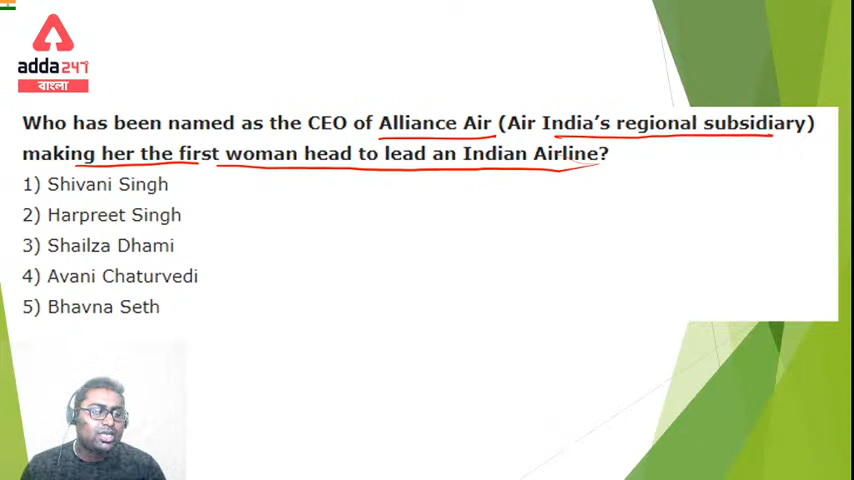 adda247
বাংলা
Who has been named as the CEO of Alliance Air (Air India's regional subsidiary)
making her the first woman head to lead an Indian Airline?
1) Shivani Singh
2) Harpreet Singh
3) Shailza Dhami
4) Avani Chaturvedi
5) Bhavna Seth